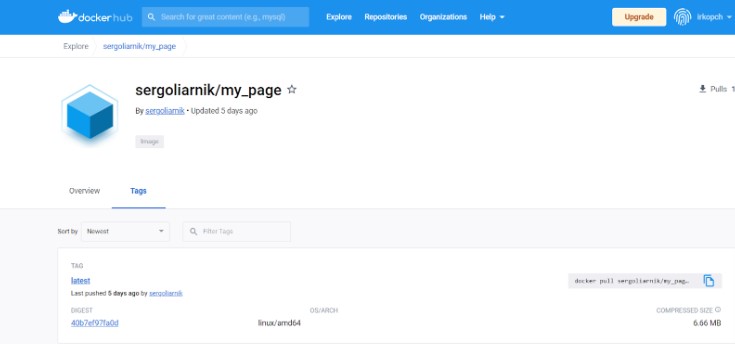 docker hub Search for great content (e.g., mysql) Explore Repositories Organizations Help Upgrade irkopch
Explore sergoliarnik/my_page
sergoliarnik/my_page
Pulls 1
By sergoliarnik • Updated 5 days ago
Image
Overview Tags
Sort by Newest Filter Tags
TAG
latest
docker pull sergoliarnik/my_pag…
Last pushed 5 days ago by sergoliarnik
DIGEST OS/ARCH COMPRESSED SIZE
40b7ef97fa0d linux/amd64 6.66 MB